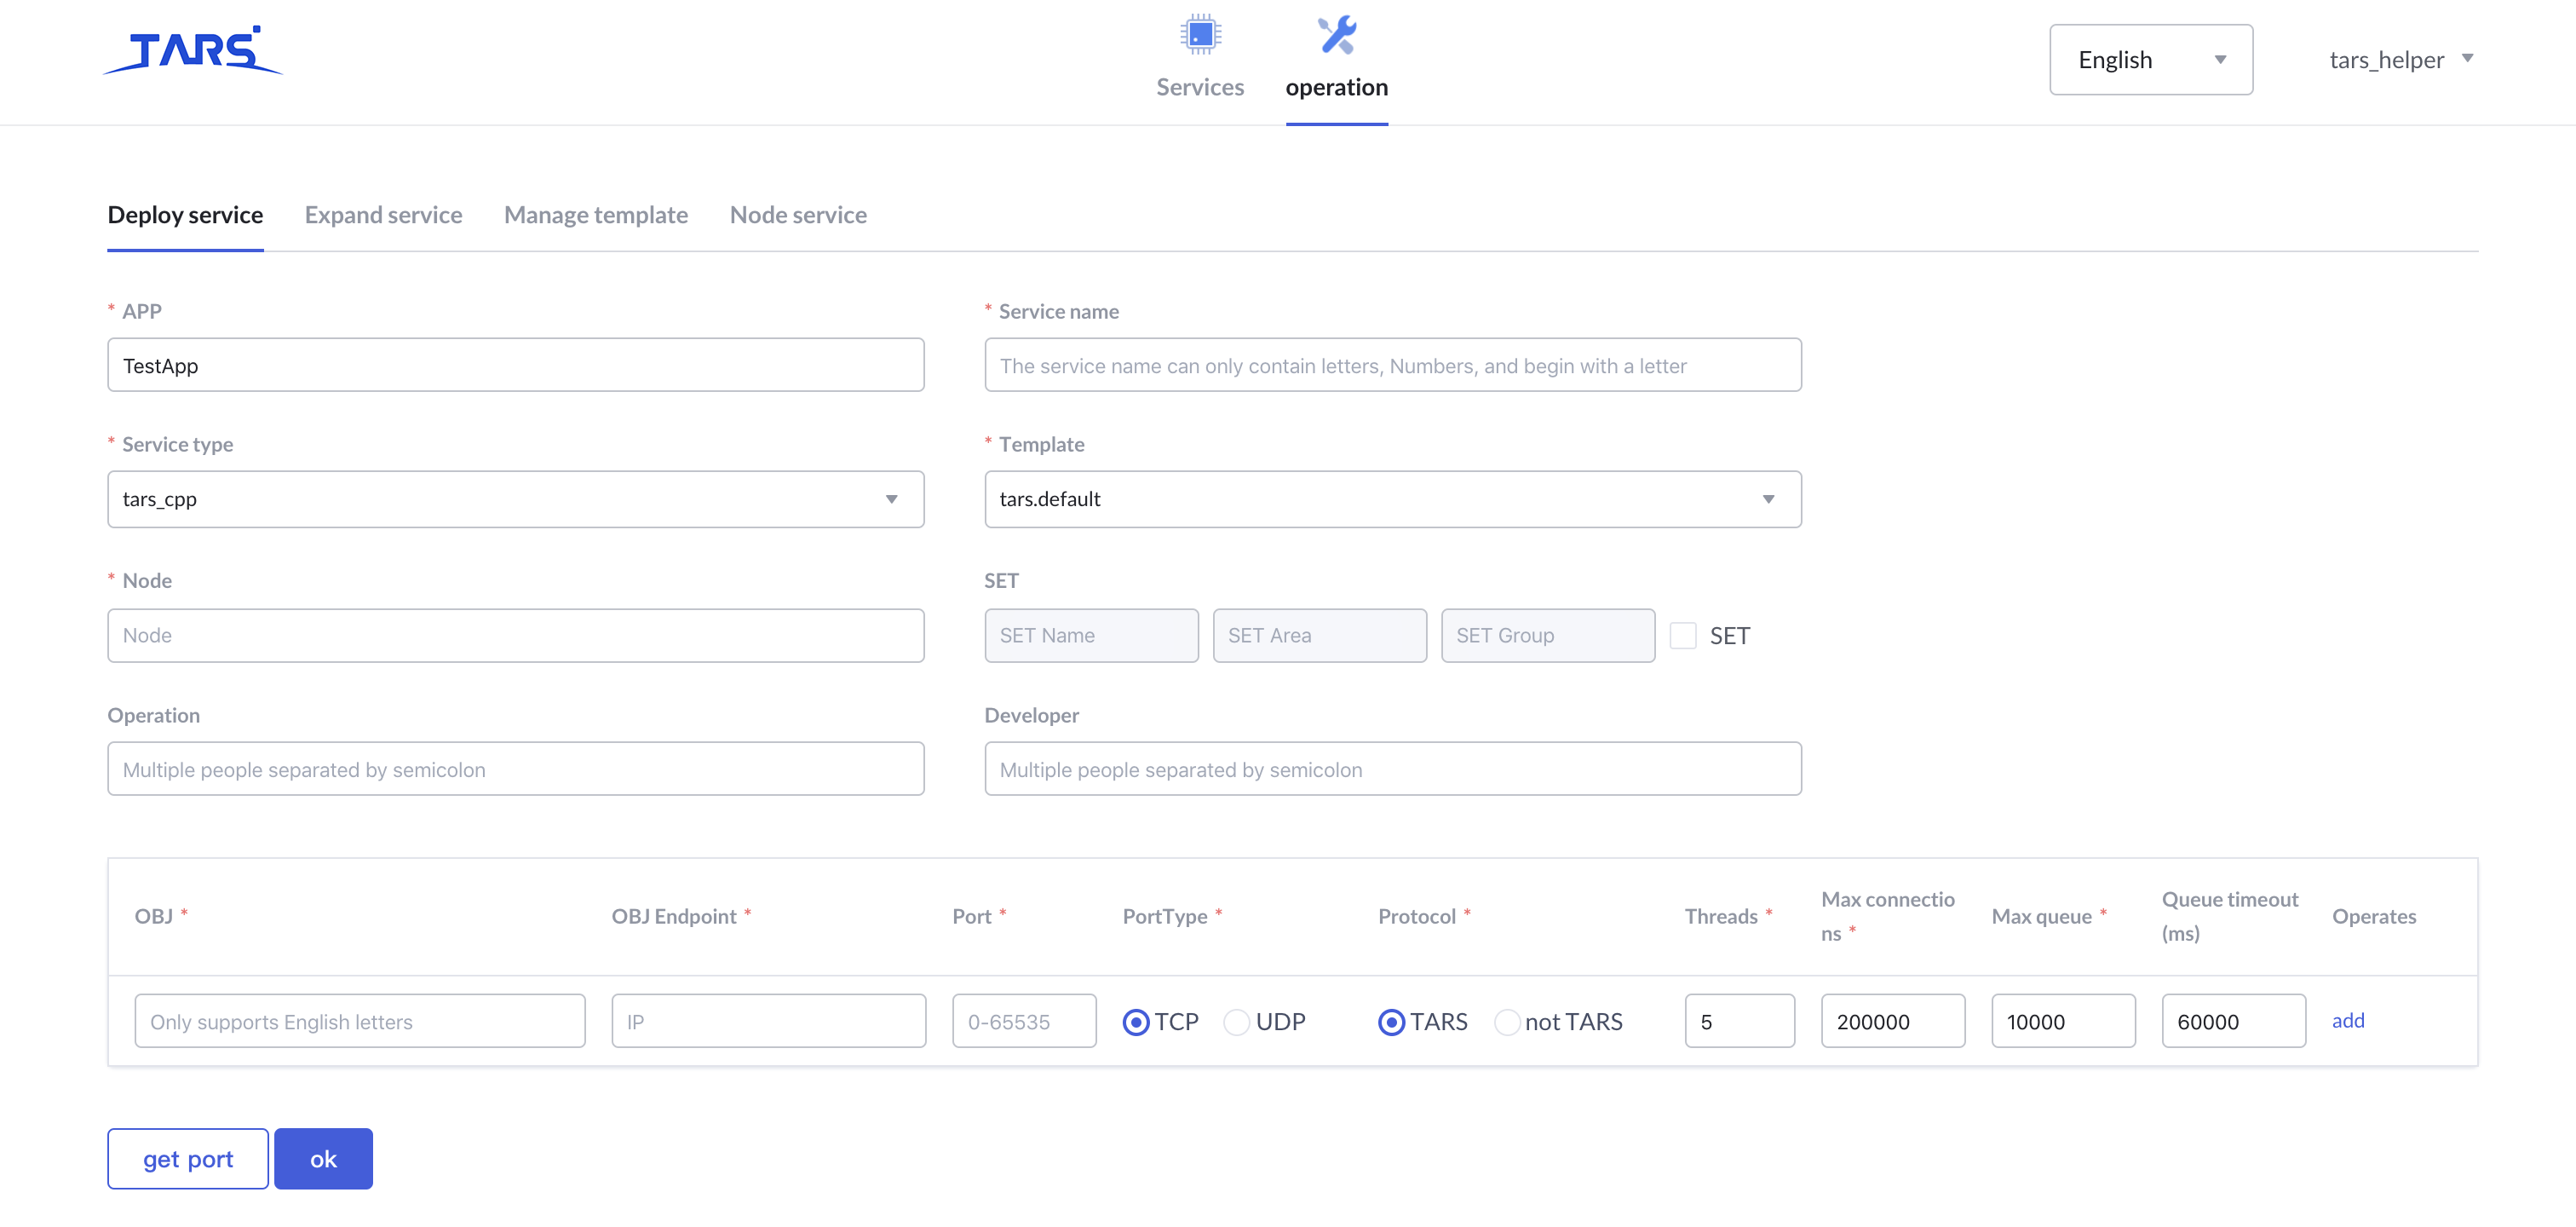 TARS
Services
operation
English
tars_helper
Deploy service
Expand service
Manage template
Node service
* APP
* Service name
TestApp
The service name can only contain letters, Numbers, and begin with a letter
* Service type
* Template
tars_cpp
tars.default
* Node
SET
Node
SET Name
SET Area
SET Group
SET
Operation
Developer
Multiple people separated by semicolon
Multiple people separated by semicolon
OBJ *
OBJ Endpoint *
Port *
PortType *
Protocol *
Threads *
Max connectio
ns *
Max queue *
Queue timeout
(ms)
Operates
Only supports English letters
IP
0-65535
TCP
UDP
TARS
not TARS
5
200000
10000
60000
add
get port
ok